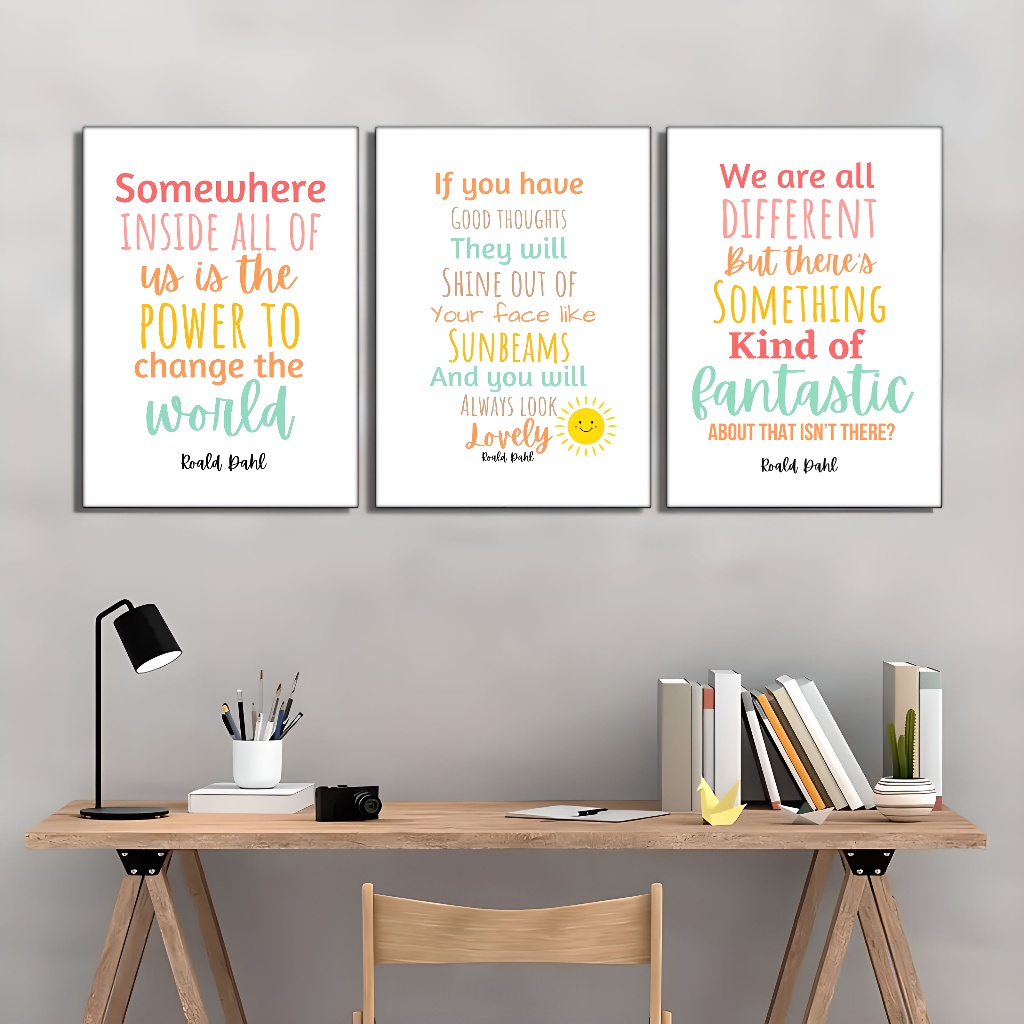 Somewhere
INSIDE ALL OF
us is the
POWER TO
change the
world
Roald Dahl
If you have
GOOD THOUGHTS
They will
SHINE OUT OF
Your face like
SUNBEAMS
And you will
ALWAYS LOOK
Lovely
Roald Dahl
We are all
DIFFERENT
But there's
SOMETHING
Kind of
fantastic
ABOUT THAT ISN'T THERE?
Roald Dahl